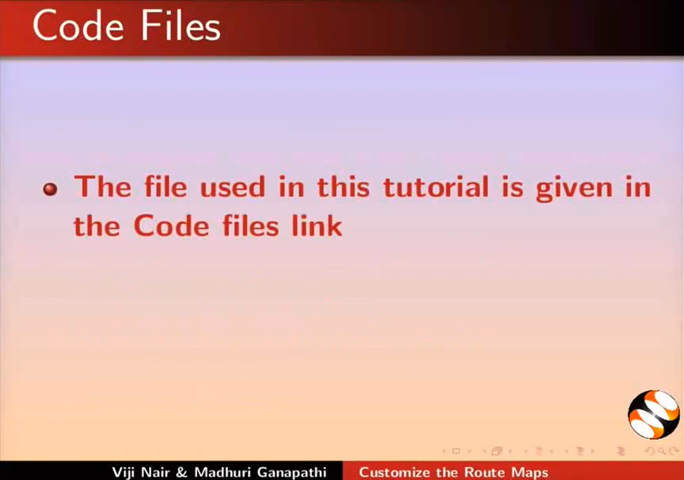 Code Files
The file used in this tutorial is given in
the Code files link
Viji Nair & Madhuri Ganapathi Customize the Route Maps